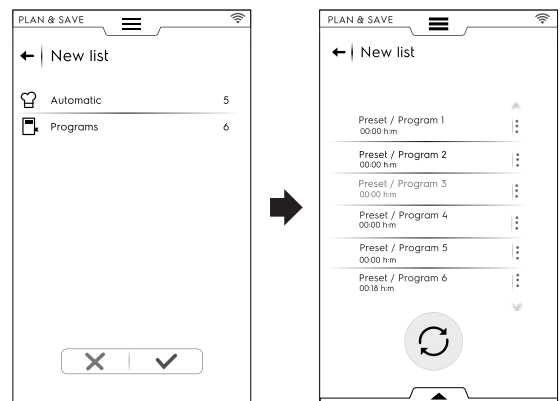 PLAN & SAVE
New list
Automatic 5
Programs 6
PLAN & SAVE
New list
Preset / Program 1
00:00 h:m
Preset / Program 2
00:00 h:m
Preset / Program 3
00:00 h:m
Preset / Program 4
00:00 h:m
Preset / Program 5
00:00 h:m
Preset / Program 6
00:18 h:m